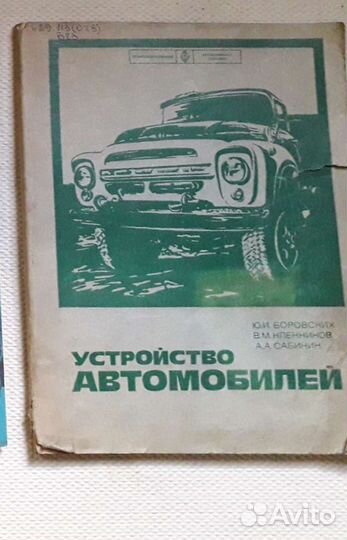 Ю.И. БОРОВСКИХ
В.М. КЛЕННИКОВ
А.А. САБИНИН
УСТРОЙСТВО
АВТОМОБИЛЕЙ
Avito